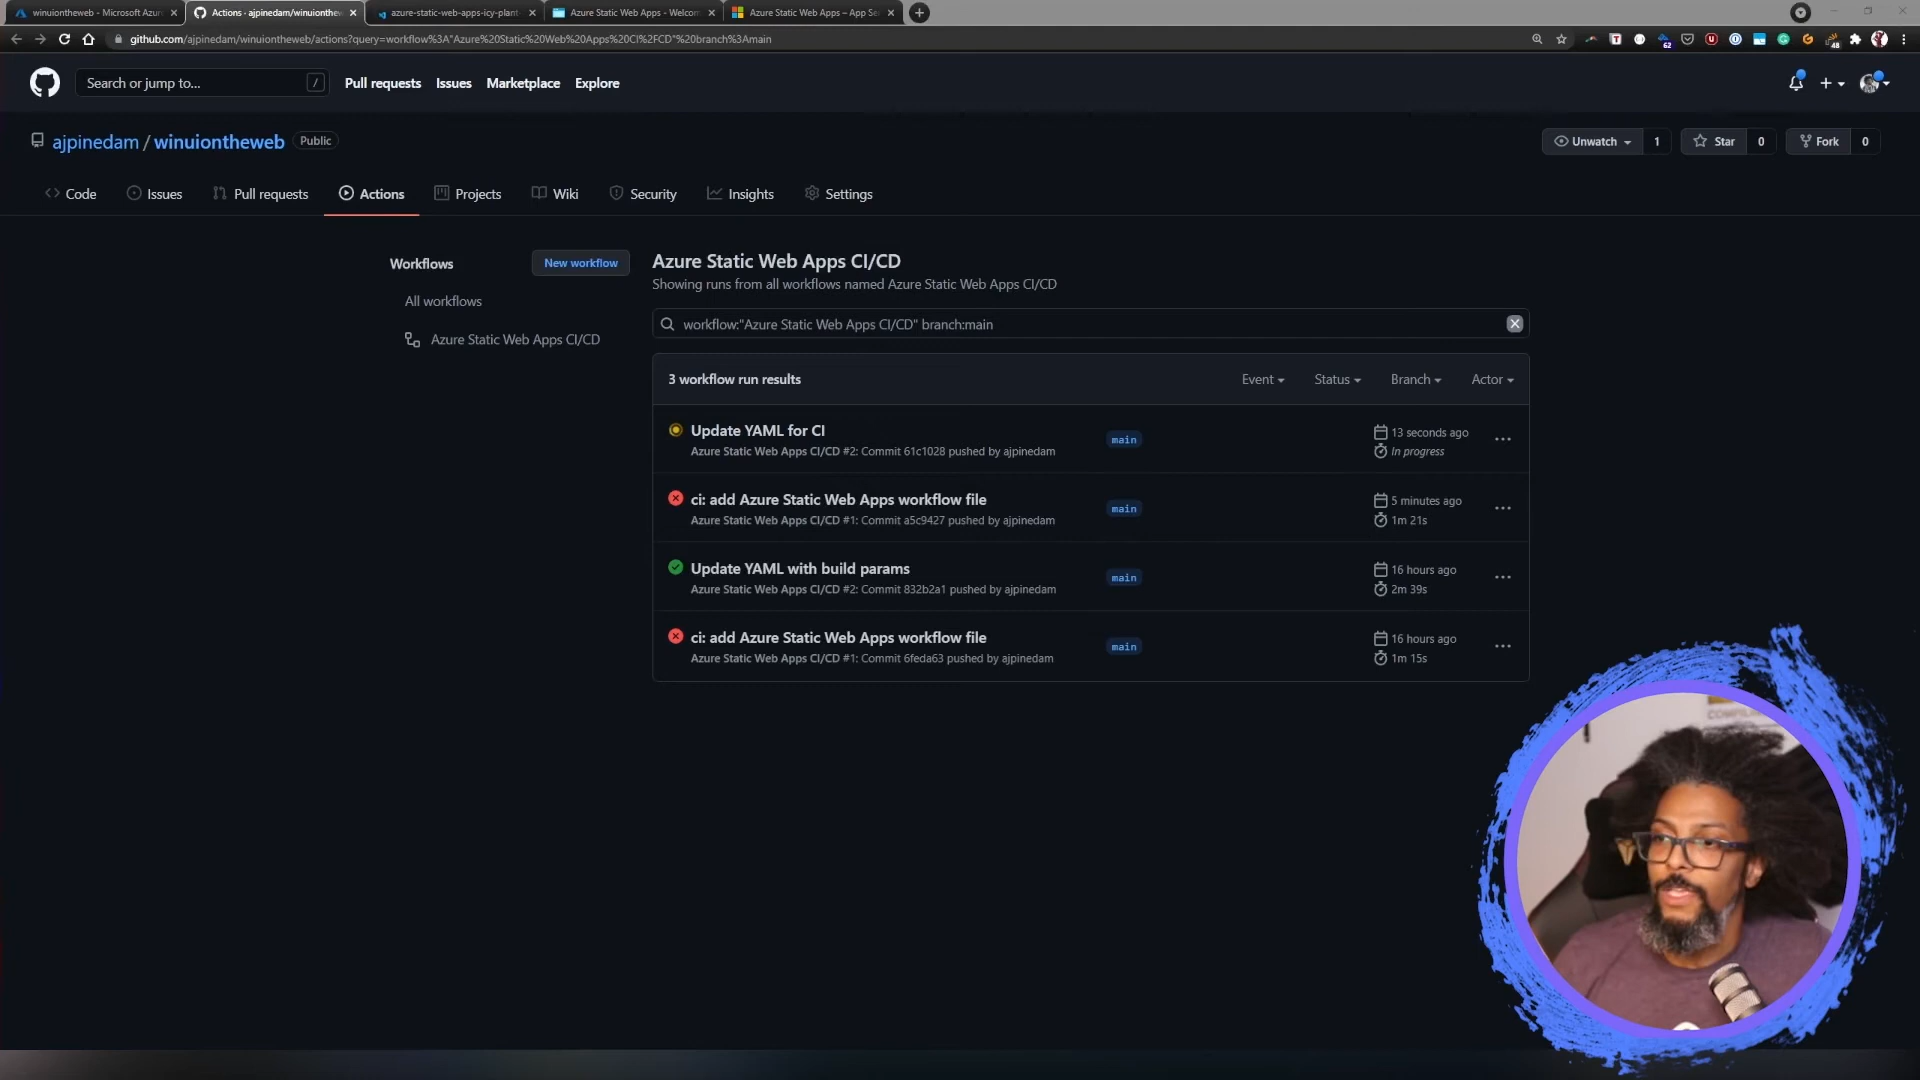 winuiontheweb - Microsoft Azur
Actions · ajpinedam/winuionthew
azure-static-web-apps-icy-plant
Azure Static Web Apps - Welcom
Azure Static Web Apps – App Se
github.com/ajpinedam/winuiontheweb/actions?query=workflow%3A"Azure%20Static%20Web%20Apps%20CI%2FCD"%20branch%3Amain
62
48
Search or jump to...
/
Pull requests
Issues
Marketplace
Explore
ajpinedam / winuiontheweb
Public
Unwatch
1
Star
0
Fork
0
Code
Issues
Pull requests
Actions
Projects
Wiki
Security
Insights
Settings
Workflows
New workflow
All workflows
Azure Static Web Apps CI/CD
Azure Static Web Apps CI/CD
Showing runs from all workflows named Azure Static Web Apps CI/CD
workflow:"Azure Static Web Apps CI/CD" branch:main
3 workflow run results
Event
Status
Branch
Actor
Update YAML for CI
Azure Static Web Apps CI/CD #2: Commit 61c1028 pushed by ajpinedam
main
13 seconds ago
In progress
ci: add Azure Static Web Apps workflow file
Azure Static Web Apps CI/CD #1: Commit a5c9427 pushed by ajpinedam
main
5 minutes ago
1m 21s
Update YAML with build params
Azure Static Web Apps CI/CD #2: Commit 832b2a1 pushed by ajpinedam
main
16 hours ago
2m 39s
ci: add Azure Static Web Apps workflow file
Azure Static Web Apps CI/CD #1: Commit 6feda63 pushed by ajpinedam
main
16 hours ago
1m 15s